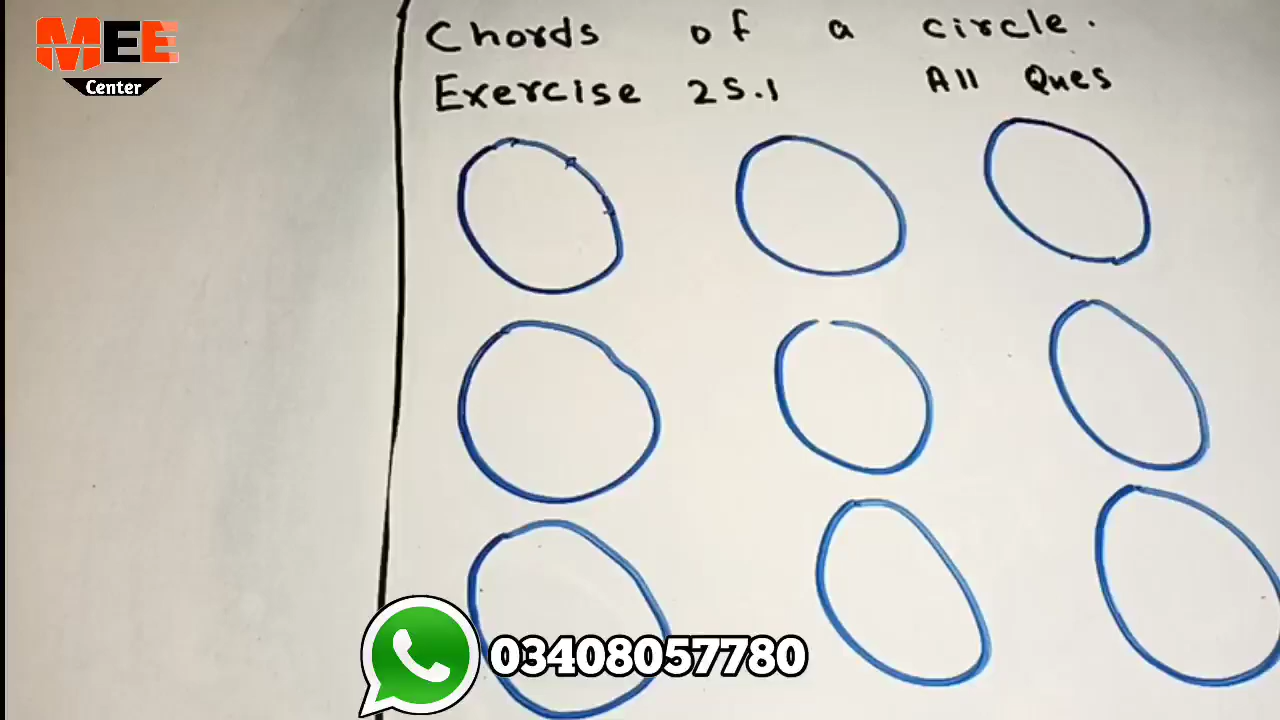 MEE
Center
Chords of a circle.
Exercise 25.1 All Ques
03408057780